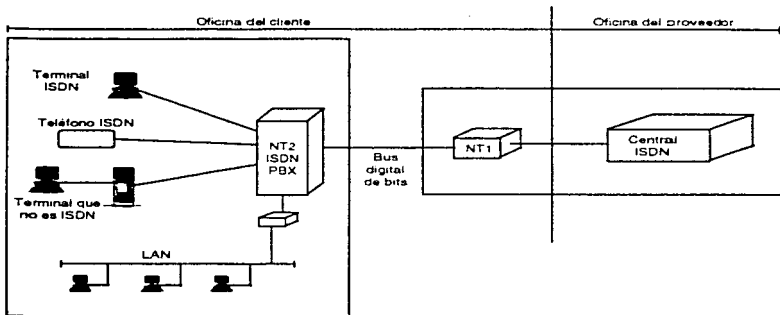 Oficina del cliente
Oficina del proveedor
Terminal
ISDN
Teléfono ISDN
Terminal que
no es ISDN
NT2
ISDN
PBX
Bus
digital
de bits
NT1
Central
ISDN
LAN